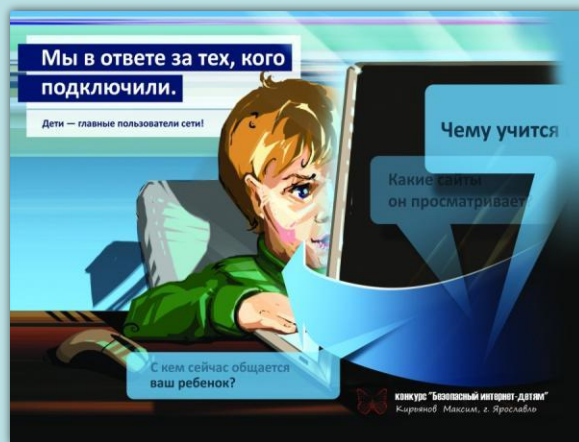 Мы в ответе за тех, кого
подключили.
Дети — главные пользователи сети!
Чему учится
Какие сайты
он просматривает
С кем сейчас общается
ваш ребенок?
конкурс "Безопасный интернет-детям"
Кирьянов Максим, г. Ярославль